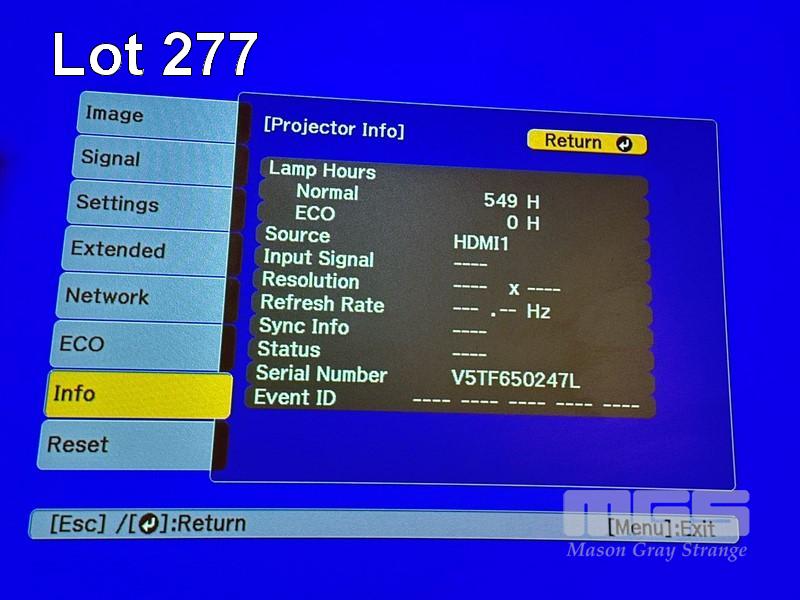 Lot 277
Image
Signal
Settings
Extended
Network
ECO
Info
Reset
[Projector Info]
Return
Lamp Hours
Normal 549 H
ECO 0 H
Source HDMI1
Input Signal ----
Resolution ---- x ----
Refresh Rate --- .-- Hz
Sync Info ----
Status ----
Serial Number V5TF650247L
Event ID ---- ---- ---- ---- ----
[Esc] /[↵]:Return [Menu]:Exit
MGS
Mason Gray Strange